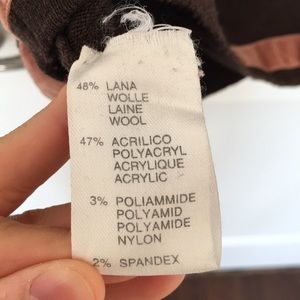 48% LANA
WOLLE
LAINE
WOOL
47% ACRILICO
POLYACRYL
ACRYLIQUE
ACRYLIC
3% POLIAMMIDE
POLYAMID
POLYAMIDE
NYLON
2% SPANDEX